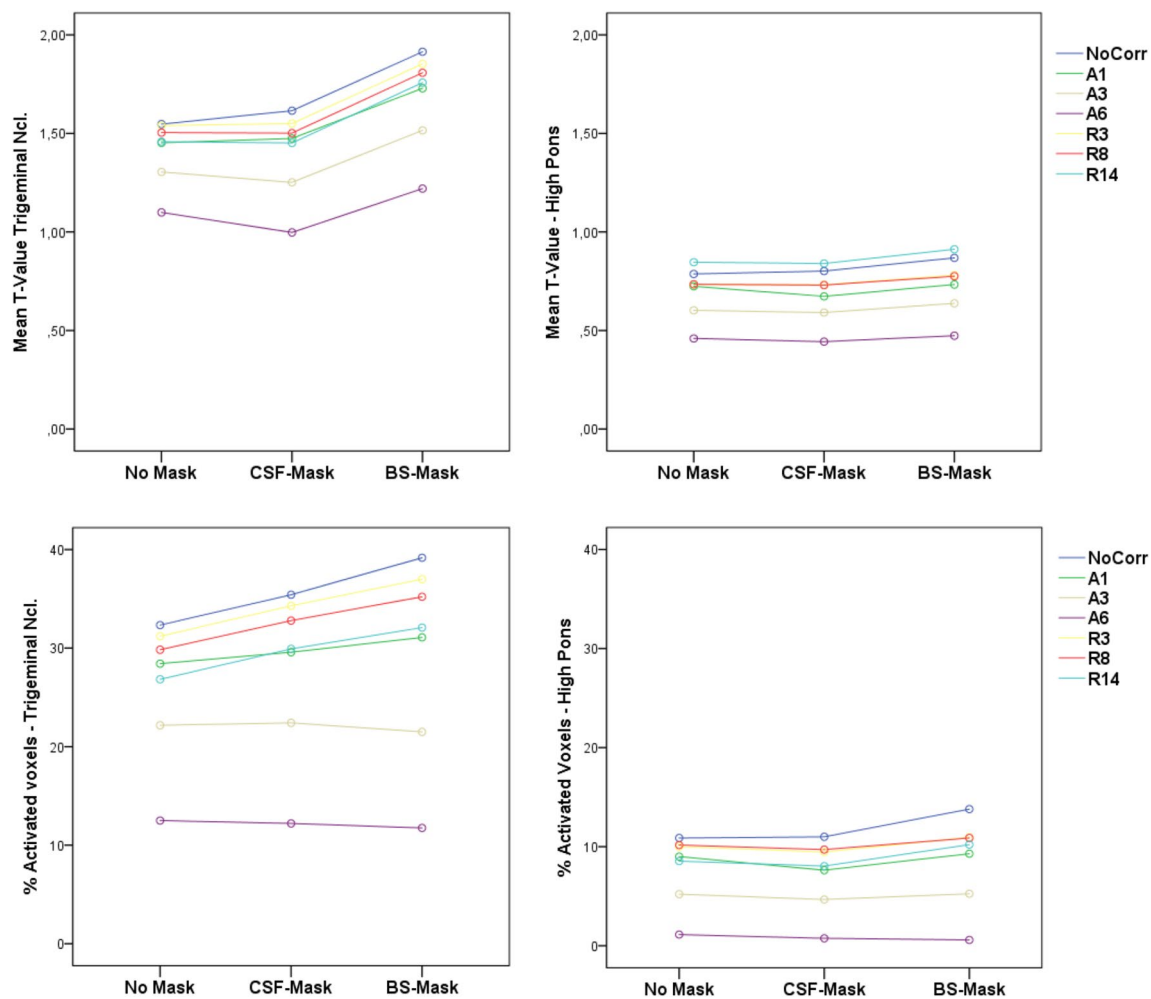 Mean T-Value Trigeminal Ncl.
2,00
1,50
1,00
,50
,00
No Mask CSF-Mask BS-Mask
Mean T-Value - High Pons
2,00
1,50
1,00
,50
,00
No Mask CSF-Mask BS-Mask
NoCorr
A1
A3
A6
R3
R8
R14
% Activated voxels - Trigeminal Ncl.
40
30
20
10
0
No Mask CSF-Mask BS-Mask
% Activated Voxels - High Pons
40
30
20
10
0
No Mask CSF-Mask BS-Mask
NoCorr
A1
A3
A6
R3
R8
R14